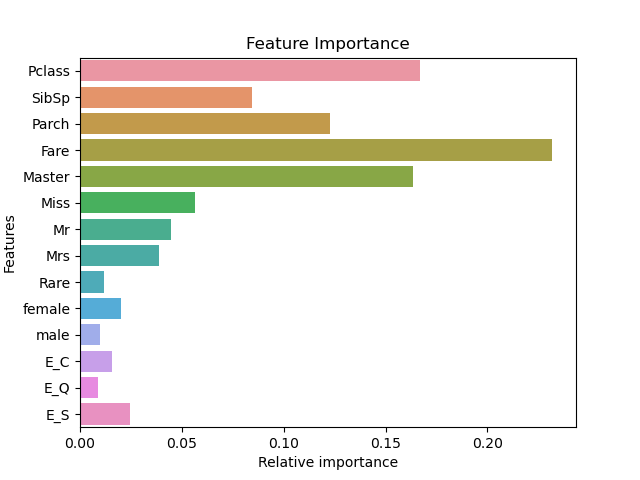 Feature Importance
Pclass
SibSp
Parch
Fare
Master
Miss
Mr
Mrs
Rare
female
male
E_C
E_Q
E_S
Features
0.00 0.05 0.10 0.15 0.20
Relative importance